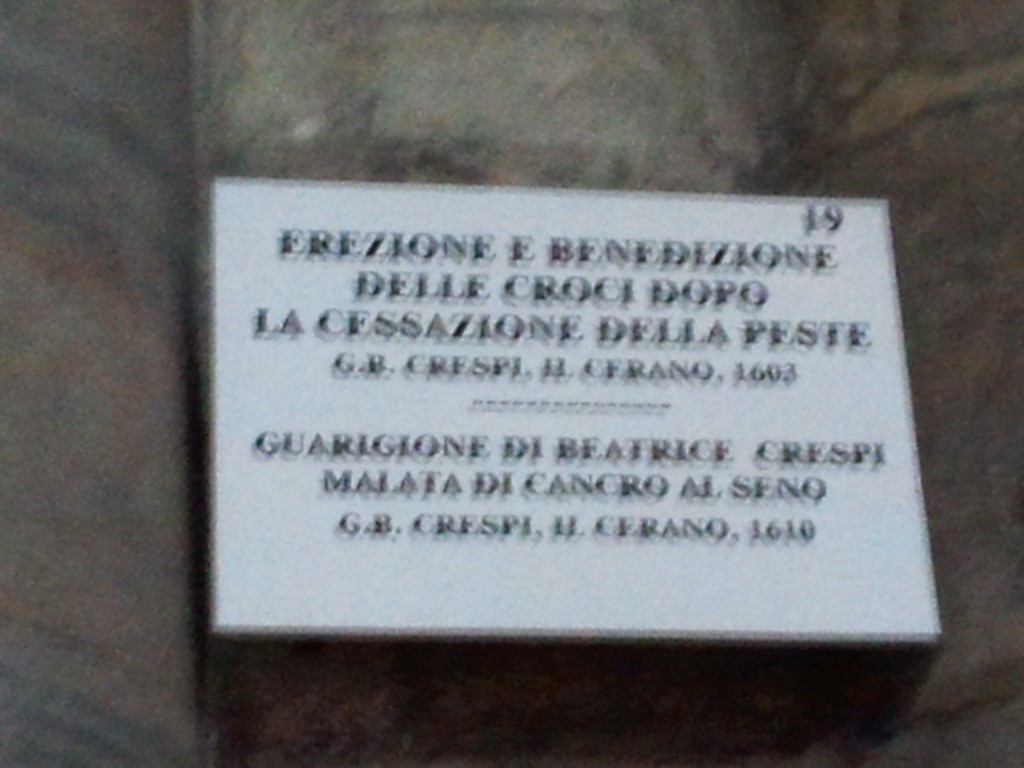 19
EREZIONE E BENEDIZIONE
DELLE CROCI DOPO
LA CESSAZIONE DELLA PESTE
G.B. CRESPI, IL CERANO, 1603
----------------
GUARIGIONE DI BEATRICE CRESPI
MALATA DI CANCRO AL SENO
G.B. CRESPI, IL CERANO, 1610